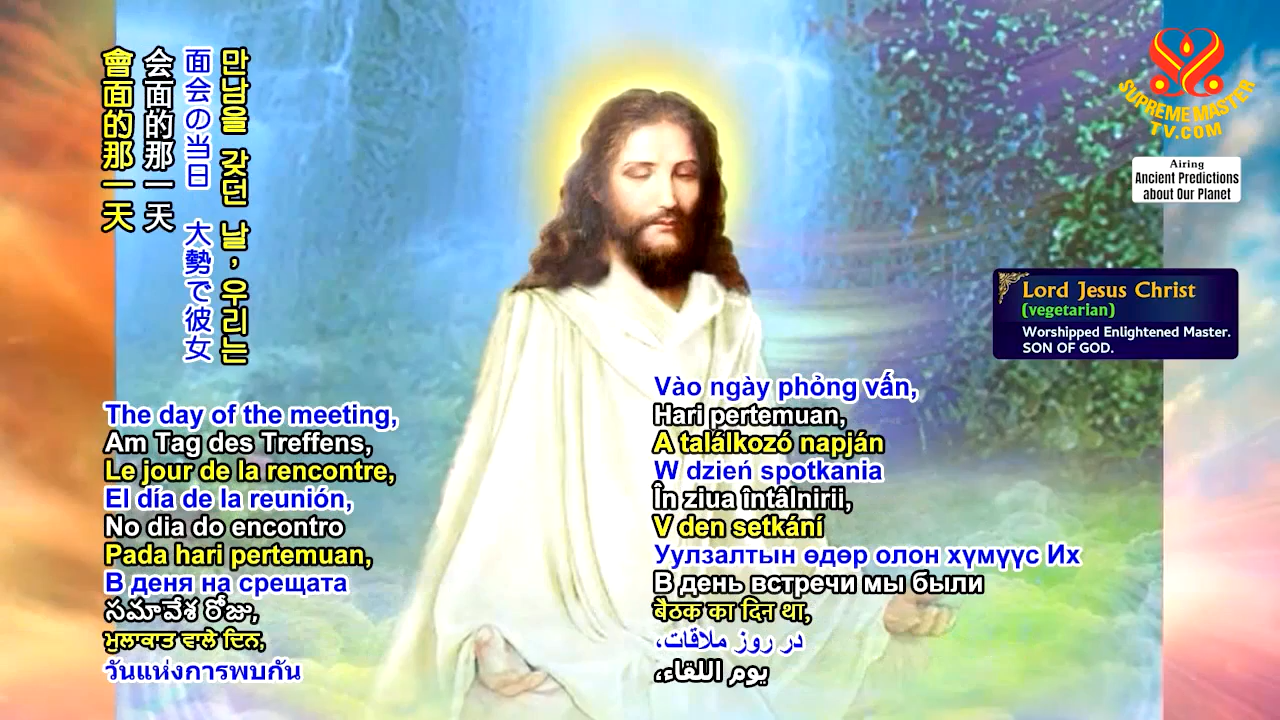 만남을 갖던 날, 우리는
面会の当日 大勢で彼女
会面的那一天
會面的那一天
The day of the meeting,
Am Tag des Treffens,
Le jour de la rencontre,
El día de la reunión,
No dia do encontro
Pada hari pertemuan,
В деня на срещата
సమావేశ రోజు,
ਮੁਲਾਕਾਤ ਵਾਲੇ ਦਿਨ,
วันแห่งการพบกัน
Vào ngày phỏng vấn,
Hari pertemuan,
A találkozó napján
W dzień spotkania
În ziua întâlnirii,
V den setkání
Уулзалтын өдөр олон хүмүүс Их
В день встречи мы были
बैठक का दिन था,
در روز ملاقات،
يوم اللقاء،
SUPREME MASTER
TV.COM
Airing
Ancient Predictions
about Our Planet
Lord Jesus Christ
(vegetarian)
Worshipped Enlightened Master.
SON OF GOD.